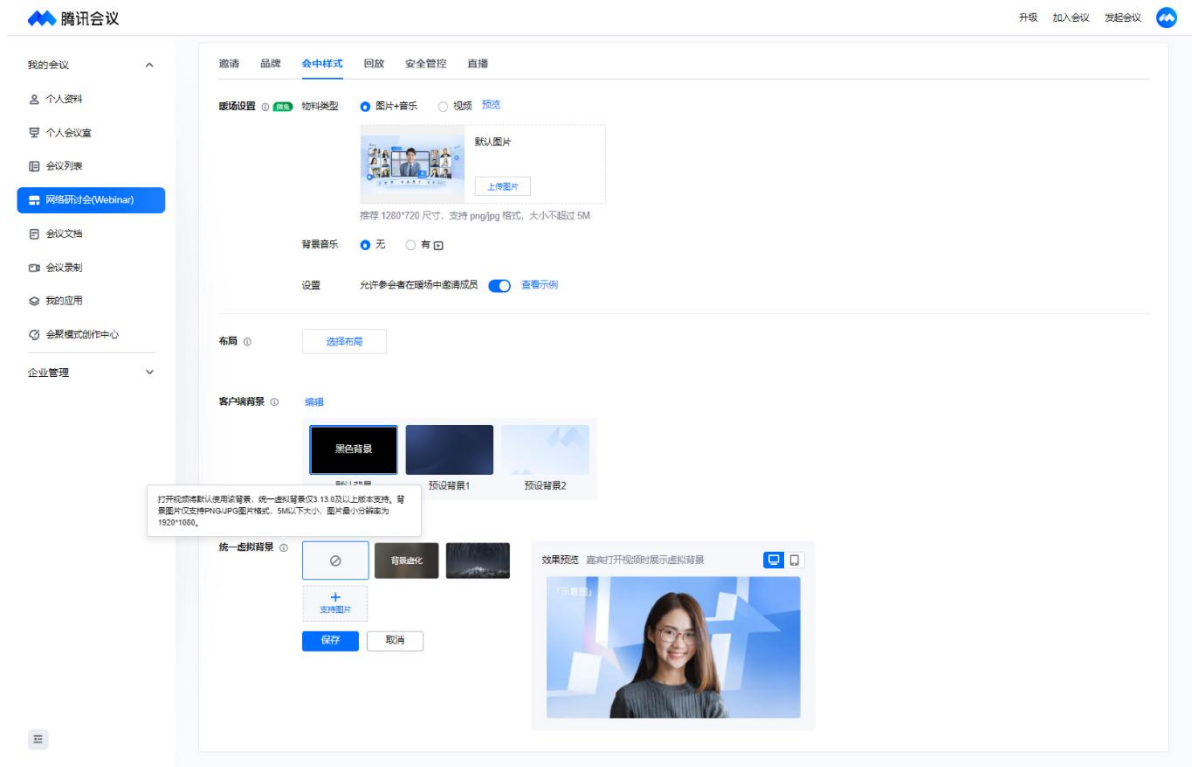 腾讯会议
升级 加入会议 发起会议
我的会议
个人资料
个人会议室
会议列表
网络研讨会(Webinar)
会议文档
会议录制
我的应用
会聚模式创作中心
企业管理
邀请 品牌 会中样式 回放 安全管控 直播
暖场设置 限免 物料类型 图片+音乐 视频 预览
默认图片
上传图片
推荐 1280*720 尺寸、支持 png/jpg 格式，大小不超过 5M
背景音乐 无 有
设置 允许参会者在暖场中邀请成员 查看示例
布局 选择布局
客户端背景 编辑
黑色背景
默认背景 预设背景1 预设背景2
打开视频将默认使用该背景，统一虚拟背景仅3.13.0及以上版本支持，背
景图片仅支持PNG/JPG图片格式，5M以下大小，图片最小分辨率为
1920*1080。
统一虚拟背景
背景虚化
支持图片
保存 取消
效果预览 嘉宾打开视频时展示虚拟背景
「示意图」